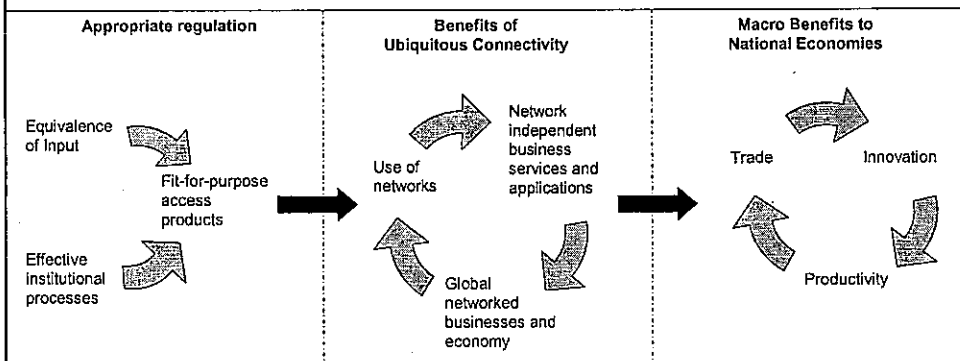 Appropriate regulation
Equivalence
of Input
Fit-for-purpose
access
products
Effective
institutional
processes
Benefits of
Ubiquitous Connectivity
Use of
networks
Network
independent
business
services and
applications
Global
networked
businesses and
economy
Macro Benefits to
National Economies
Trade
Innovation
Productivity